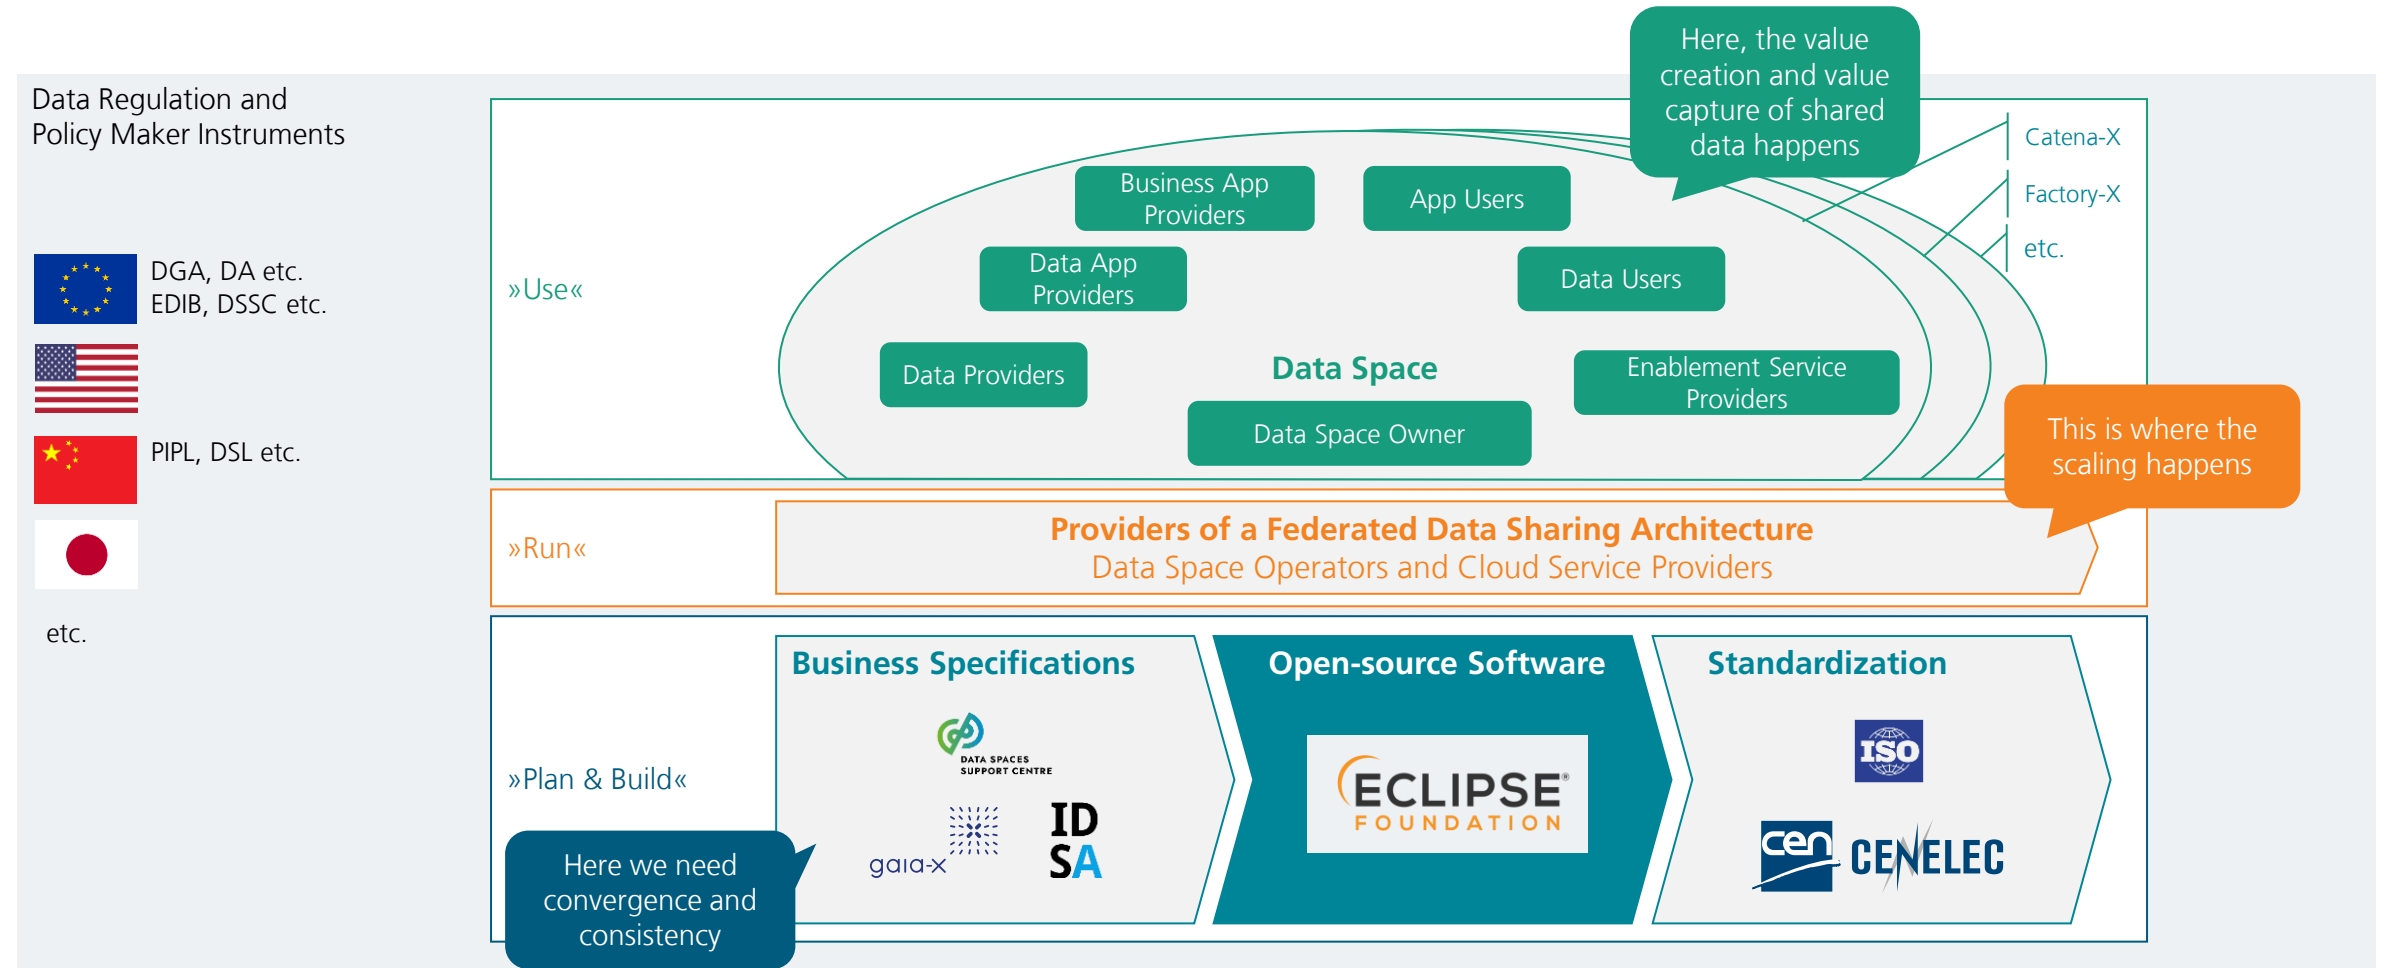 Data Regulation and
Policy Maker Instruments
DGA, DA etc.
EDIB, DSSC etc.
PIPL, DSL etc.
etc.
»Use«
Here, the value
creation and value
capture of shared
data happens
Catena-X
Factory-X
etc.
Business App
Providers
App Users
Data App
Providers
Data Users
Data Providers
Data Space
Enablement Service
Providers
Data Space Owner
This is where the
scaling happens
»Run«
Providers of a Federated Data Sharing Architecture
Data Space Operators and Cloud Service Providers
»Plan & Build«
Here we need
convergence and
consistency
Business Specifications
DATA SPACES
SUPPORT CENTRE
gaia-x
ID
SA
Open-source Software
ECLIPSE®
FOUNDATION
Standardization
ISO
cen
CENELEC